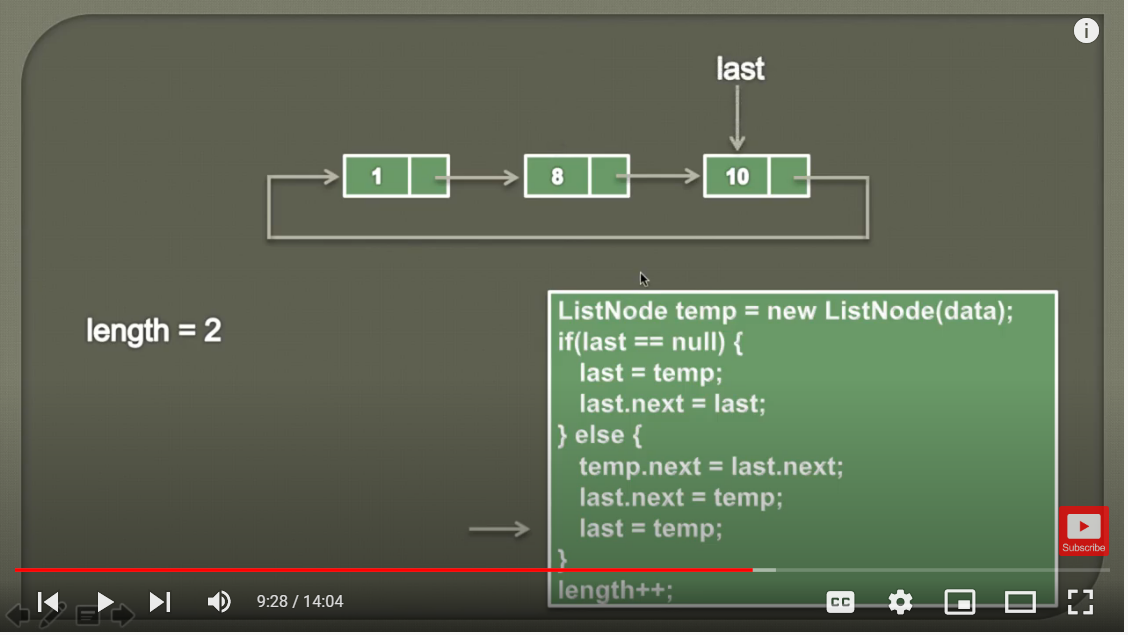 last
1
8
10
length = 2
ListNode temp = new ListNode(data);
if(last == null) {
last = temp;
last.next = last;
} else {
temp.next = last.next;
last.next = temp;
last = temp;
}
length++;
Subscribe
9:28 / 14:04
CC